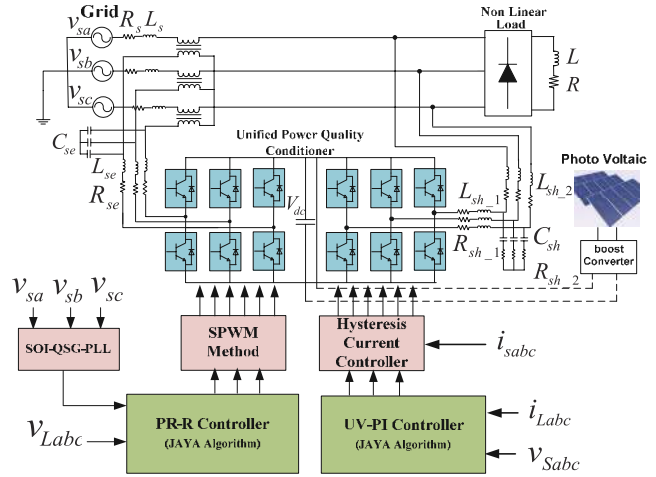 Grid
v_sa
R_s L_s
v_sb
v_sc
Non Linear
Load
L
R
C_se
L_se
R_se
Unified Power Quality
Conditioner
V_dc
L_sh_1
R_sh_1
L_sh_2
C_sh
R_sh_2
Photo Voltaic
boost
Converter
v_sa v_sb v_sc
SOI-QSG-PLL
SPWM
Method
Hysteresis
Current
Controller
i_sabc
PR-R Controller
(JAYA Algorithm)
v_Labc
UV-PI Controller
(JAYA Algorithm)
i_Labc
v_Sabc